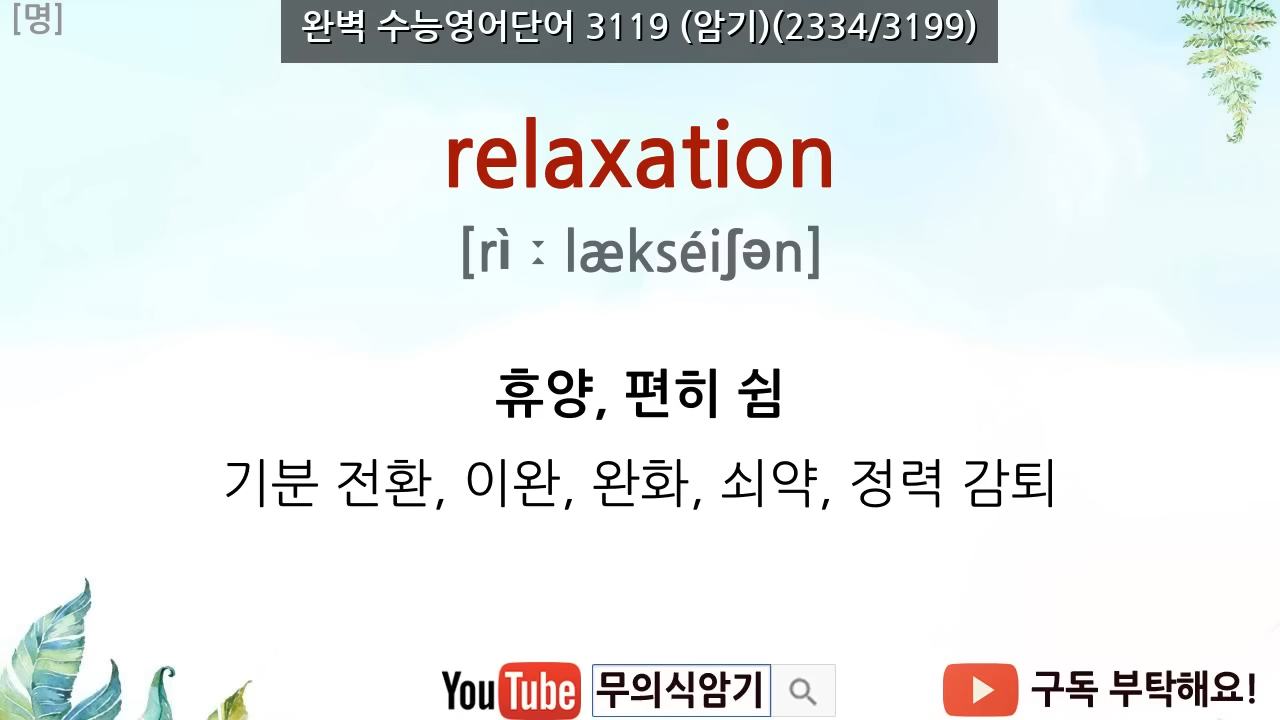 [명]
완벽 수능영어단어 3119 (암기)(2334/3199)
relaxation
[rìːlækséiʃən]
휴양, 편히 쉼
기분 전환, 이완, 완화, 쇠약, 정력 감퇴
YouTube 무의식암기
구독 부탁해요!